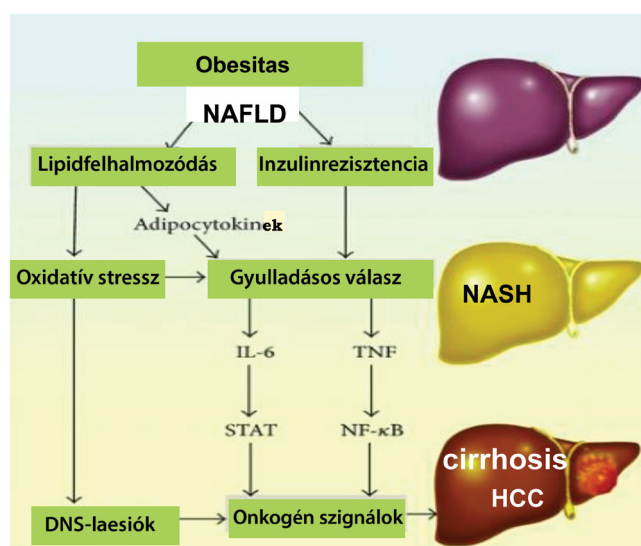 Obesitas
NAFLD
Lipidfelhalmozódás
Inzulinrezisztencia
Adipocytokinek
Oxidatív stressz
Gyulladásos válasz
NASH
IL-6
TNF
STAT
NF-κB
cirrhosis
HCC
DNS-laesiók
Onkogén szignálok